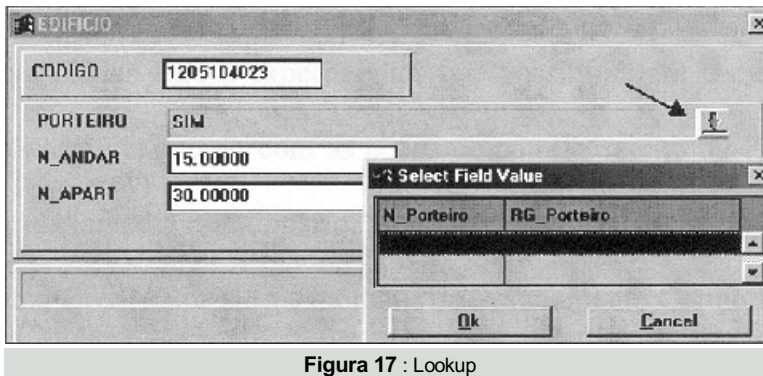 EDIFICIO
CODIGO 1205104023
PORTEIRO SIM
N_ANDAR 15.00000
N_APART 30.00000
Select Field Value
N_Porteiro RG_Porteiro
Ok Cancel
Figura 17 : Lookup